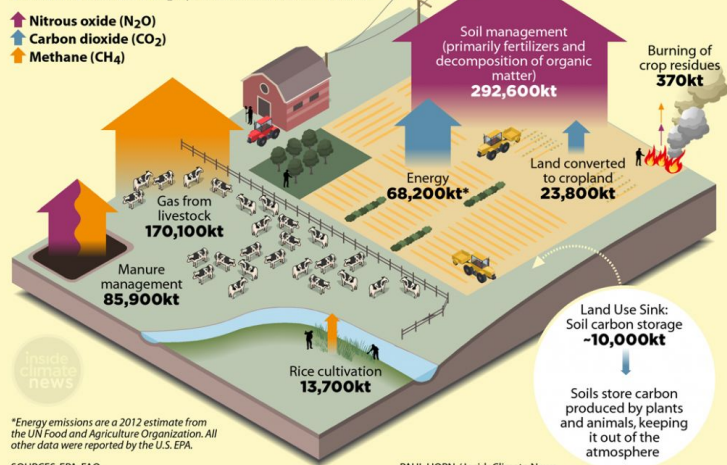 Nitrous oxide (N2O)
Carbon dioxide (CO2)
Methane (CH4)
Soil management
(primarily fertilizers and
decomposition of organic
matter)
292,600kt
Burning of
crop residues
370kt
Energy
68,200kt*
Land converted
to cropland
23,800kt
Gas from
livestock
170,100kt
Manure
management
85,900kt
Rice cultivation
13,700kt
Land Use Sink:
Soil carbon storage
~10,000kt
Soils store carbon
produced by plants
and animals, keeping
it out of the
atmosphere
inside
climate
news
*Energy emissions are a 2012 estimate from
the UN Food and Agriculture Organization. All
other data were reported by the U.S. EPA.